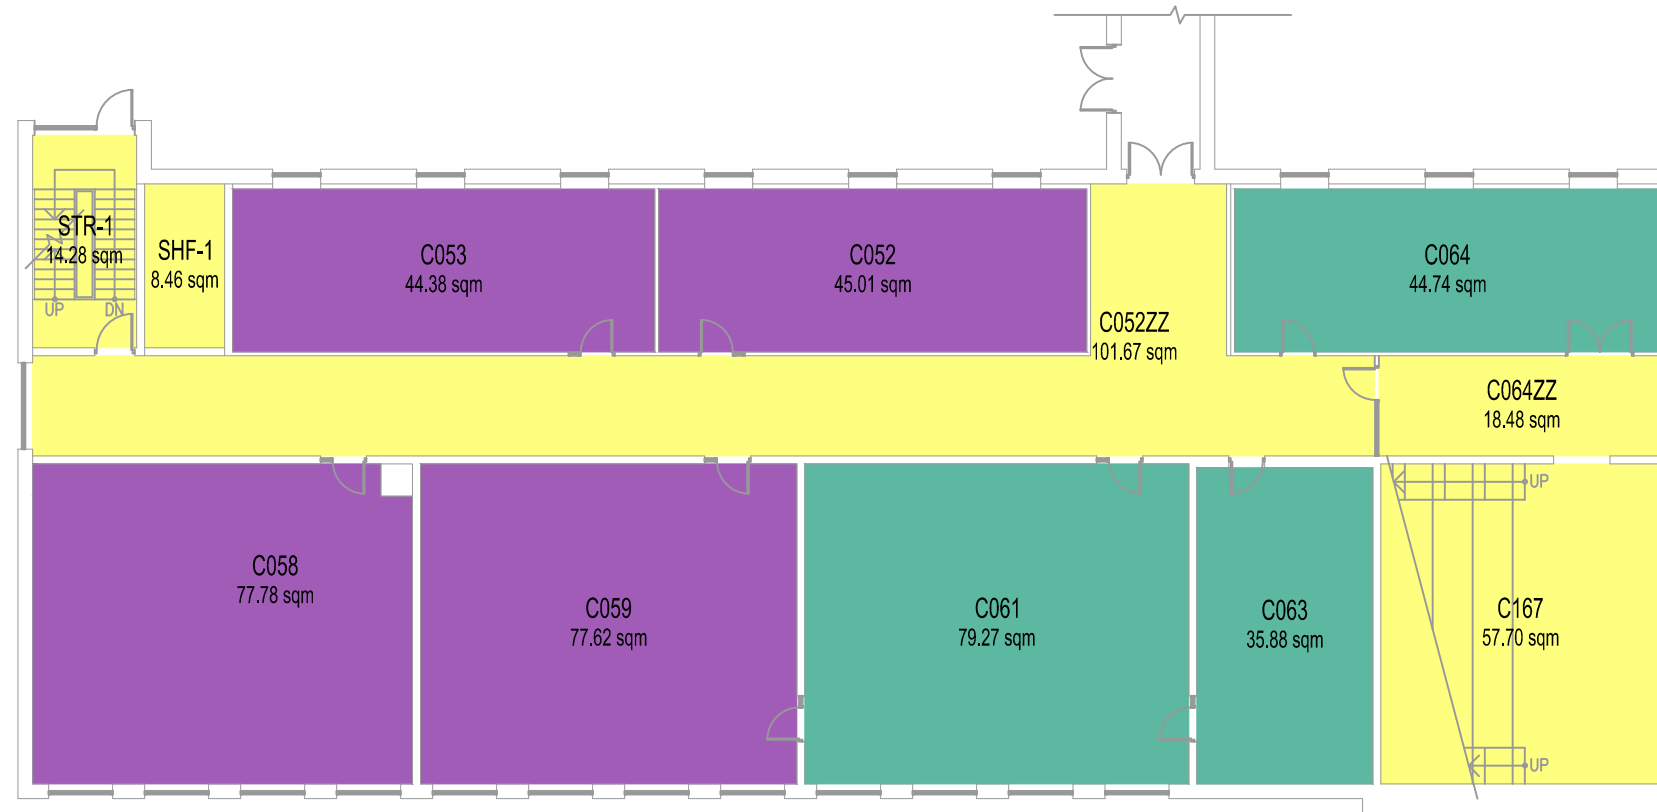 STR-1
14.28 sqm
UP
DN
SHF-1
8.46 sqm
C053
44.38 sqm
C052
45.01 sqm
C052ZZ
101.67 sqm
C064
44.74 sqm
C064ZZ
18.48 sqm
C058
77.78 sqm
C059
77.62 sqm
C061
79.27 sqm
C063
35.88 sqm
UP
C167
57.70 sqm
UP